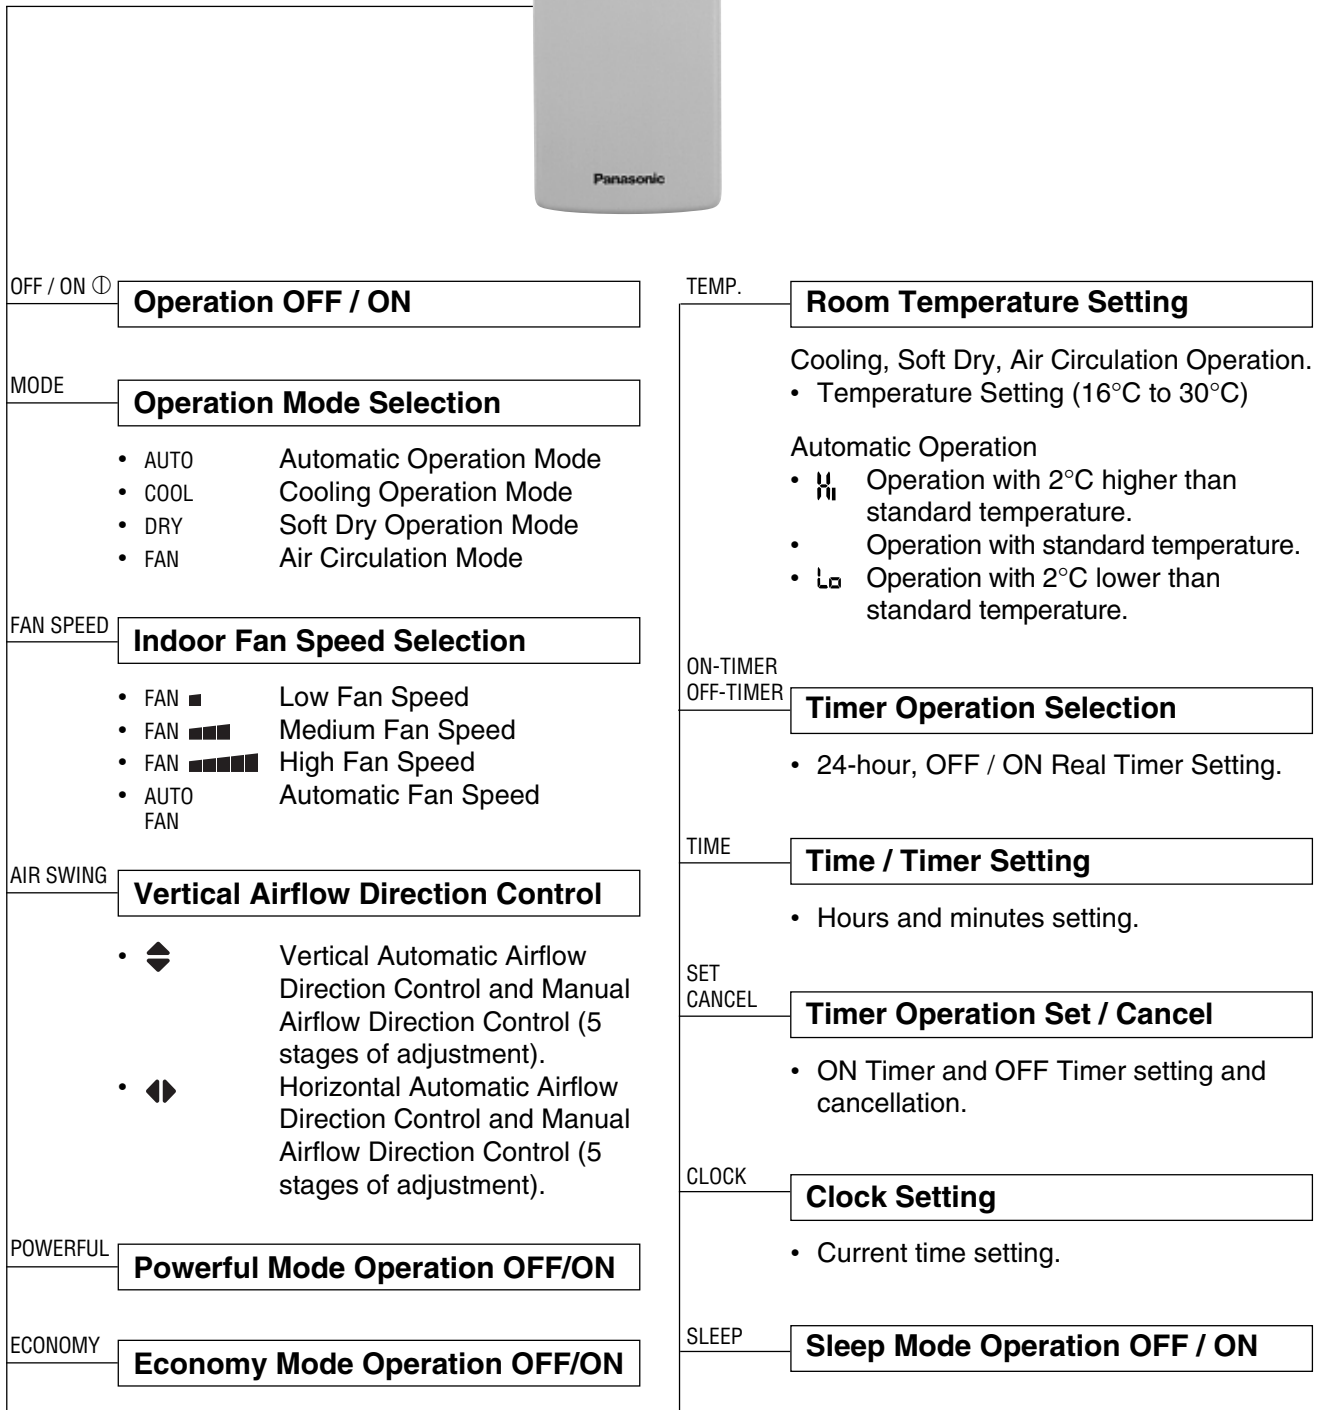 Panasonic
OFF / ON
Operation OFF / ON
MODE
Operation Mode Selection
• AUTO Automatic Operation Mode
• COOL Cooling Operation Mode
• DRY Soft Dry Operation Mode
• FAN Air Circulation Mode
FAN SPEED
Indoor Fan Speed Selection
• FAN Low Fan Speed
• FAN Medium Fan Speed
• FAN High Fan Speed
• AUTO Automatic Fan Speed
FAN
AIR SWING
Vertical Airflow Direction Control
• Vertical Automatic Airflow
Direction Control and Manual
Airflow Direction Control (5
stages of adjustment).
• Horizontal Automatic Airflow
Direction Control and Manual
Airflow Direction Control (5
stages of adjustment).
POWERFUL
Powerful Mode Operation OFF/ON
ECONOMY
Economy Mode Operation OFF/ON
TEMP.
Room Temperature Setting
Cooling, Soft Dry, Air Circulation Operation.
• Temperature Setting (16°C to 30°C)
Automatic Operation
• HI Operation with 2°C higher than
standard temperature.
• Operation with standard temperature.
• Lo Operation with 2°C lower than
standard temperature.
ON-TIMER
OFF-TIMER
Timer Operation Selection
• 24-hour, OFF / ON Real Timer Setting.
TIME
Time / Timer Setting
• Hours and minutes setting.
SET
CANCEL
Timer Operation Set / Cancel
• ON Timer and OFF Timer setting and
cancellation.
CLOCK
Clock Setting
• Current time setting.
SLEEP
Sleep Mode Operation OFF / ON